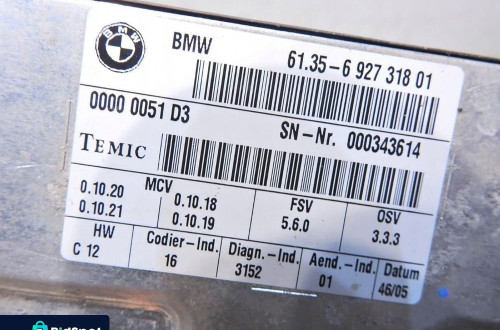 BMW
BMW 61.35-6 927 318 01
0000 0051 D3 SN-Nr. 000343614
TEMIC
0.10.20 MCV 0.10.18 FSV OSV
0.10.21 0.10.19 5.6.0 3.3.3
HW Codier-Ind. Diagn.-Ind. Aend.-Ind. Datum
C 12 16 3152 01 46/05
BidSpot